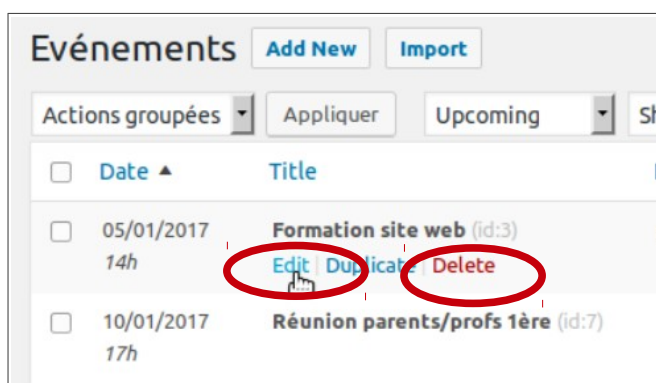 Evénements Add New Import
Actions groupées Appliquer Upcoming
Date Title
05/01/2017 Formation site web (id:3)
14h Edit | Duplicate | Delete
10/01/2017 Réunion parents/profs 1ère (id:7)
17h